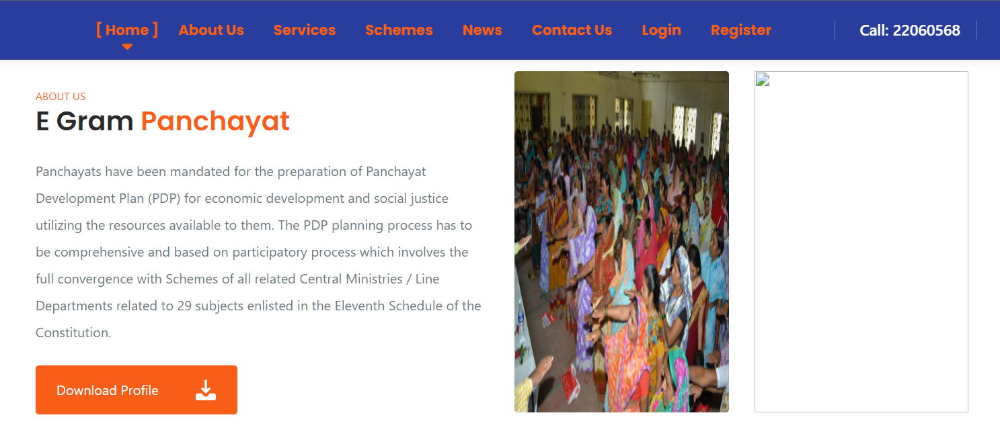 [ Home ] About Us Services Schemes News Contact Us Login Register Call: 22060568
ABOUT US
E Gram Panchayat
Panchayats have been mandated for the preparation of Panchayat
Development Plan (PDP) for economic development and social justice
utilizing the resources available to them. The PDP planning process has to
be comprehensive and based on participatory process which involves the
full convergence with Schemes of all related Central Ministries / Line
Departments related to 29 subjects enlisted in the Eleventh Schedule of the
Constitution.
Download Profile